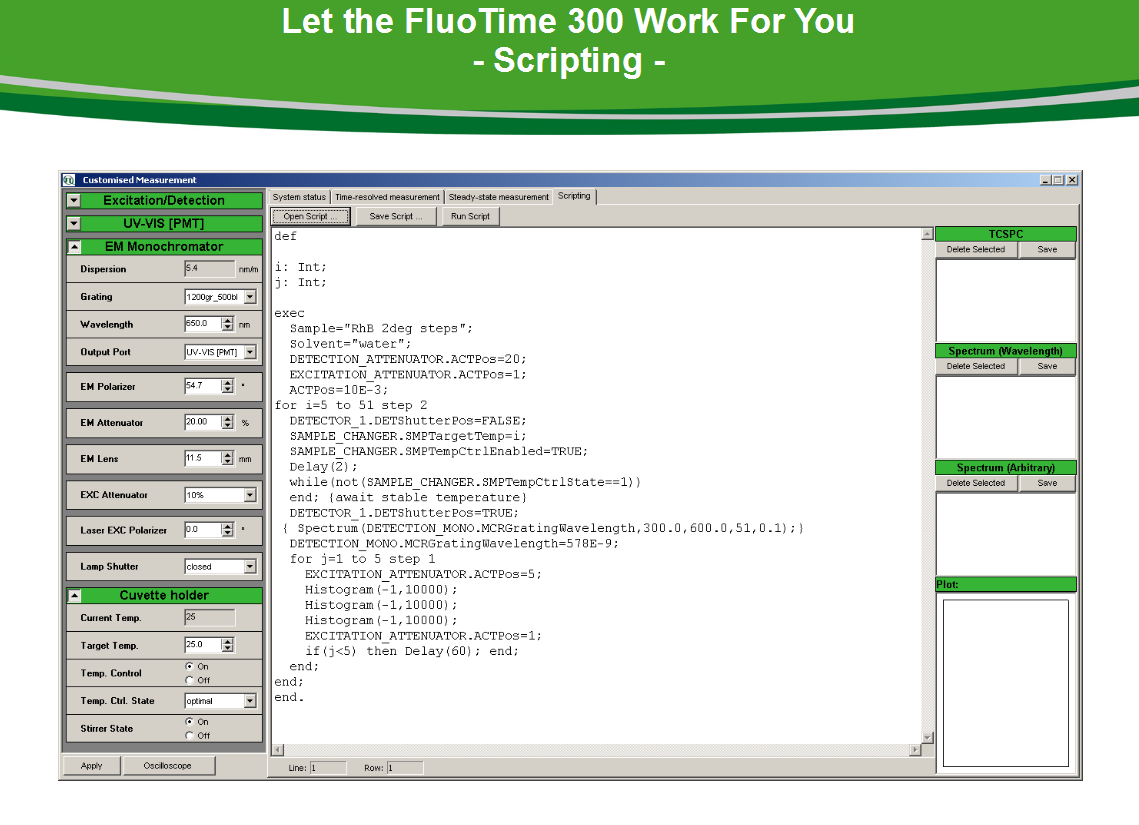 Let the FluoTime 300 Work For You
- Scripting -
Customised Measurement
Excitation/Detection
UV-VIS [PMT]
EM Monochromator
Dispersion 5.4 nm/m
Grating 1200gr_500bl
Wavelength 650.0 nm
Output Port UV-VIS [PMT]
EM Polarizer 54.7 °
EM Attenuator 20.00 %
EM Lens 11.5 mm
EXC Attenuator 10%
Laser EXC Polarizer 0.0 °
Lamp Shutter closed
Cuvette holder
Current Temp. 25
Target Temp. 25.0
Temp. Control On
Off
Temp. Ctrl. State optimal
Stirrer State On
Off
Apply Oscilloscope
System status Time-resolved measurement Steady-state measurement Scripting
Open Script ... Save Script ... Run Script
def
i: Int;
j: Int;
exec
Sample="RhB 2deg steps";
Solvent="water";
DETECTION_ATTENUATOR.ACTPos=20;
EXCITATION_ATTENUATOR.ACTPos=1;
ACTPos=10E-3;
for i=5 to 51 step 2
DETECTOR_1.DETShutterPos=FALSE;
SAMPLE_CHANGER.SMPTargetTemp=i;
SAMPLE_CHANGER.SMPTempCtrlEnabled=TRUE;
Delay(2);
while(not(SAMPLE_CHANGER.SMPTempCtrlState==1))
end; {await stable temperature}
DETECTOR_1.DETShutterPos=TRUE;
{ Spectrum(DETECTION_MONO.MCRGratingWavelength,300.0,600.0,51,0.1);}
DETECTION_MONO.MCRGratingWavelength=578E-9;
for j=1 to 5 step 1
EXCITATION_ATTENUATOR.ACTPos=5;
Histogram(-1,10000);
Histogram(-1,10000);
Histogram(-1,10000);
EXCITATION_ATTENUATOR.ACTPos=1;
if(j<5) then Delay(60); end;
end;
end;
end.
Line: 1 Row: 1
TCSPC
Delete Selected Save
Spectrum (Wavelength)
Delete Selected Save
Spectrum (Arbitrary)
Delete Selected Save
Plot: